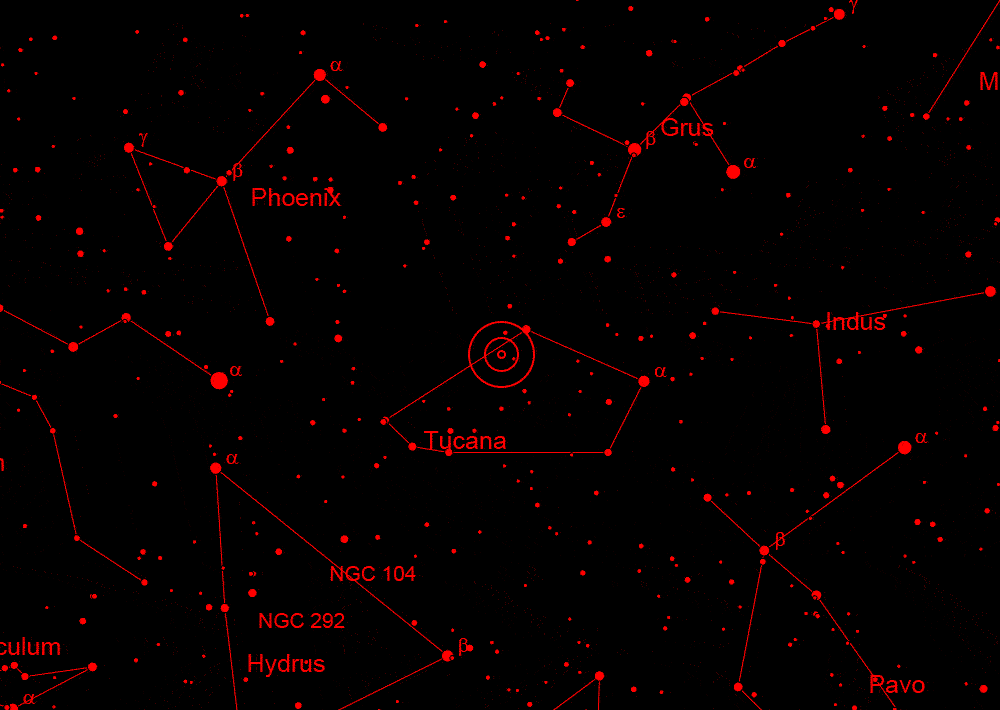 γ
α
M
Grus
β
γ
α
β
Phoenix
ε
Indus
α
α
Tucana
α
α
β
NGC 104
NGC 292
culum
β
Hydrus
Pavo
α